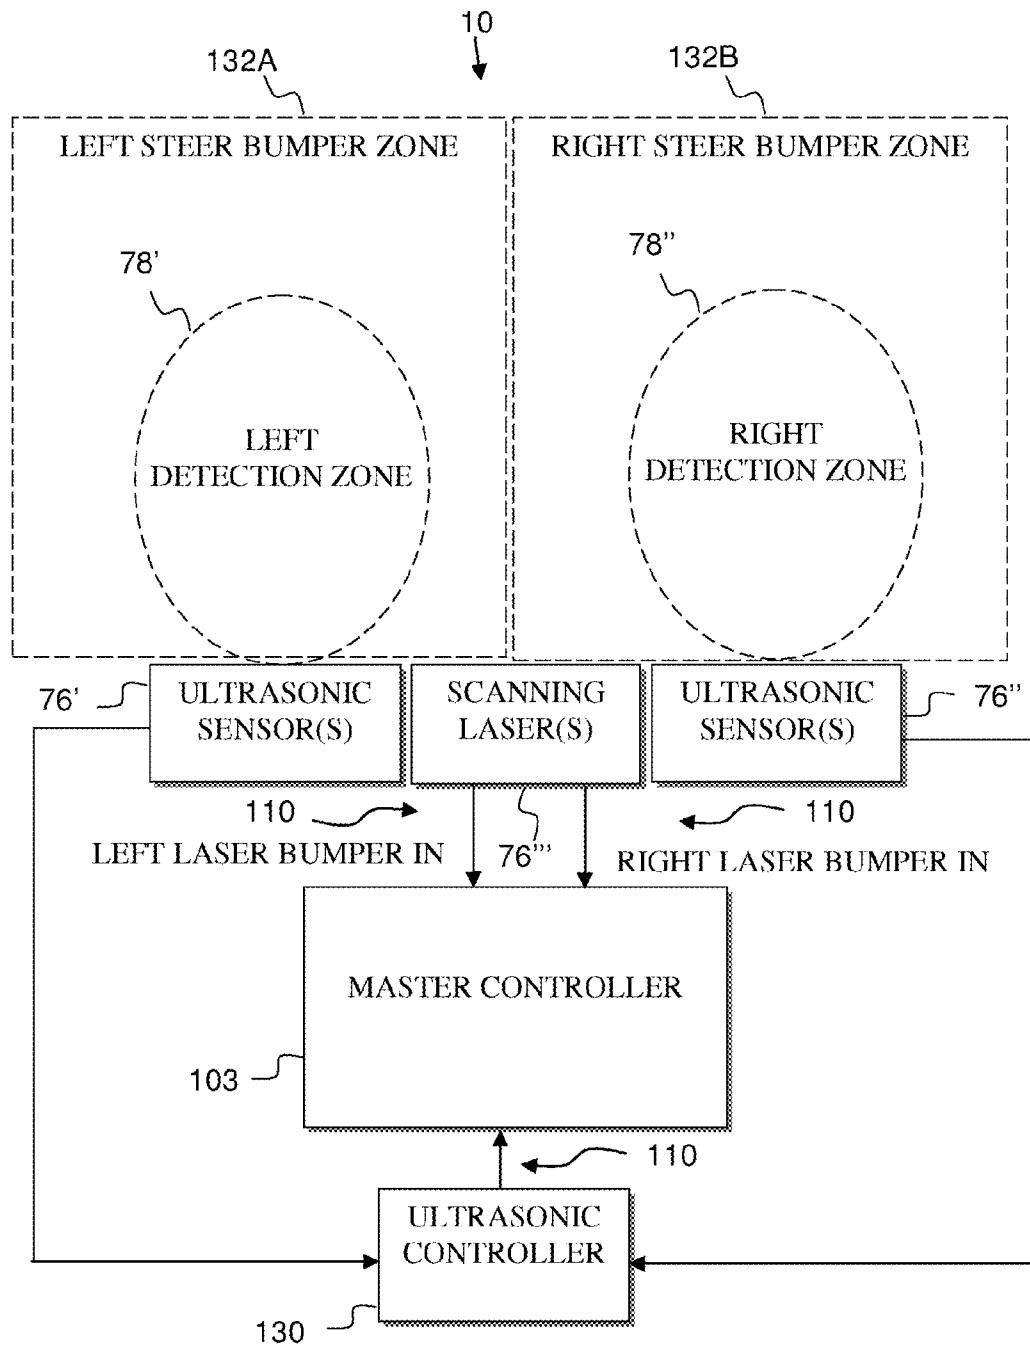 10
132A
132B
LEFT STEER BUMPER ZONE
RIGHT STEER BUMPER ZONE
78'
78"
LEFT
DETECTION ZONE
RIGHT
DETECTION ZONE
76'
ULTRASONIC
SENSOR(S)
SCANNING
LASER(S)
ULTRASONIC
SENSOR(S)
76"
110
110
LEFT LASER BUMPER IN
76'''
RIGHT LASER BUMPER IN
MASTER CONTROLLER
103
110
ULTRASONIC
CONTROLLER
130